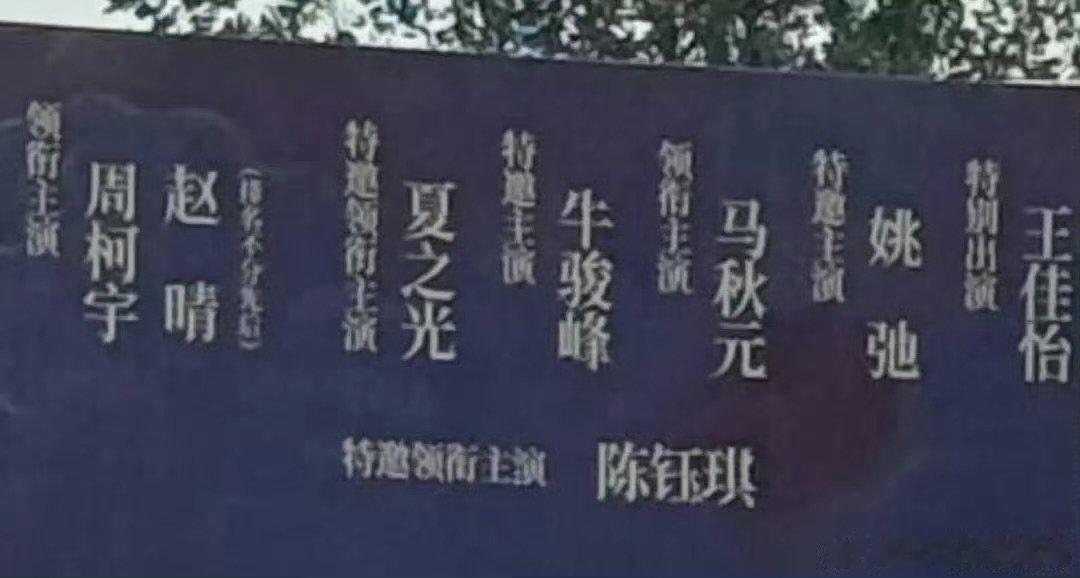 领衔主演
周柯宇
赵晴
(排名不分先后)
特邀领衔主演
夏之光
特邀主演
牛骏峰
领衔主演
马秋元
特邀主演
姚弛
特别出演
王佳怡
特邀领衔主演 陈钰琪